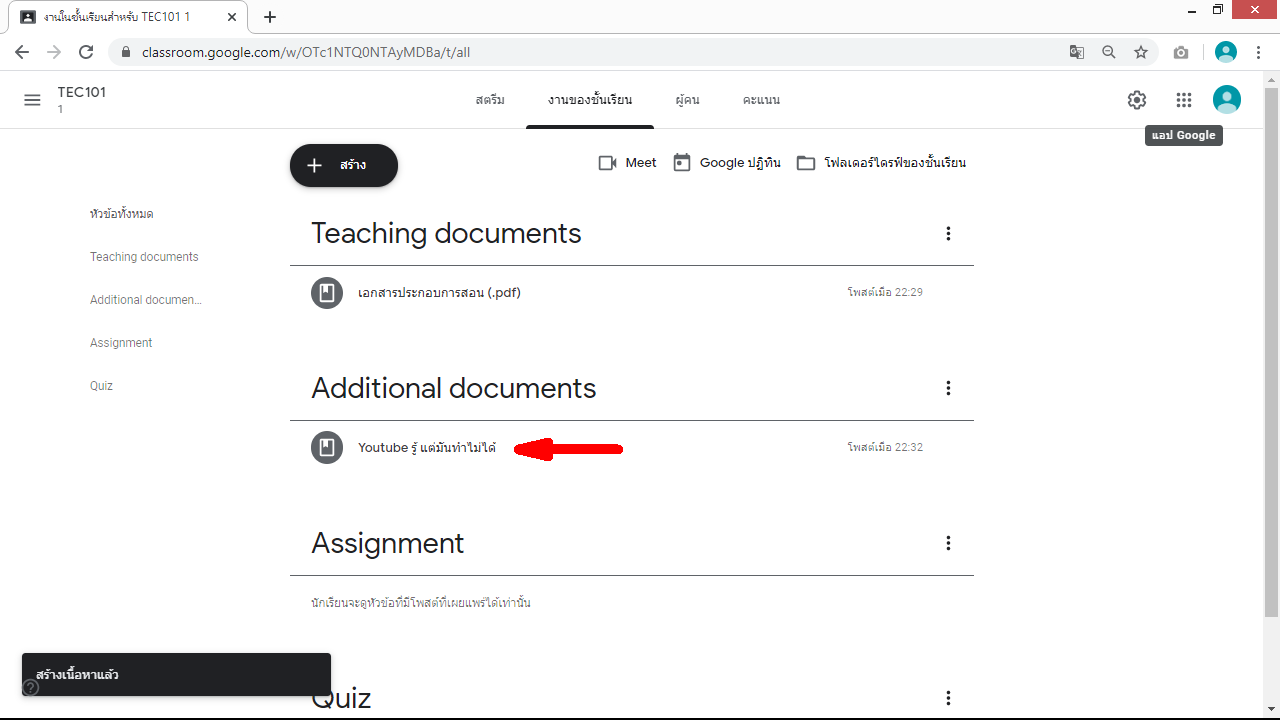 งานในชั้นเรียนสำหรับ TEC101 1
classroom.google.com/w/OTc1NTQ0NTAyMDBa/t/all
TEC101
1
สตรีม
งานของชั้นเรียน
ผู้คน
คะแนน
แอป Google
สร้าง
Meet
Google ปฏิทิน
โฟลเดอร์ไดรฟ์ของชั้นเรียน
หัวข้อทั้งหมด
Teaching documents
Additional documen...
Assignment
Quiz
Teaching documents
เอกสารประกอบการสอน (.pdf)
โพสต์เมื่อ 22:29
Additional documents
Youtube รู้ แต่มันทำไม่ได้
โพสต์เมื่อ 22:32
Assignment
นักเรียนจะดูหัวข้อที่มีโพสต์ที่เผยแพร่ได้เท่านั้น
สร้างเนื้อหาแล้ว
Quiz